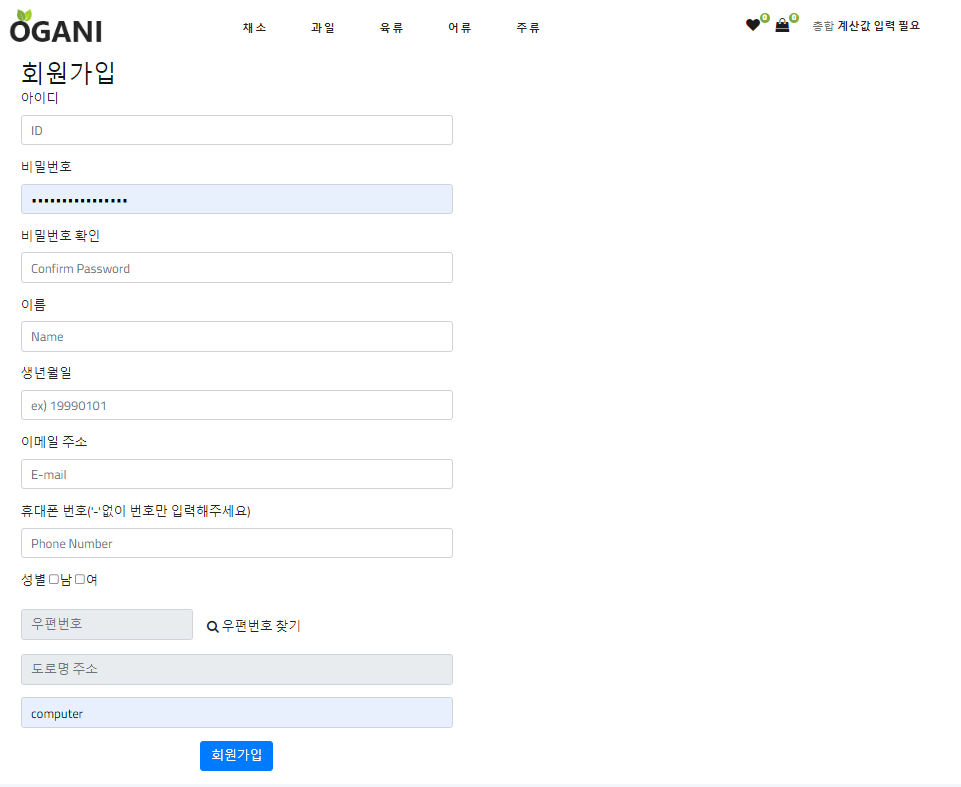 OGANI 채소 과일 육류 어류 주류 0 0 총합 계산값 입력 필요
회원가입
아이디
ID
비밀번호
••••••••••••••••
비밀번호 확인
Confirm Password
이름
Name
생년월일
ex) 19990101
이메일 주소
E-mail
휴대폰 번호('-'없이 번호만 입력해주세요)
Phone Number
성별 남 여
우편번호 우편번호 찾기
도로명 주소
computer
회원가입